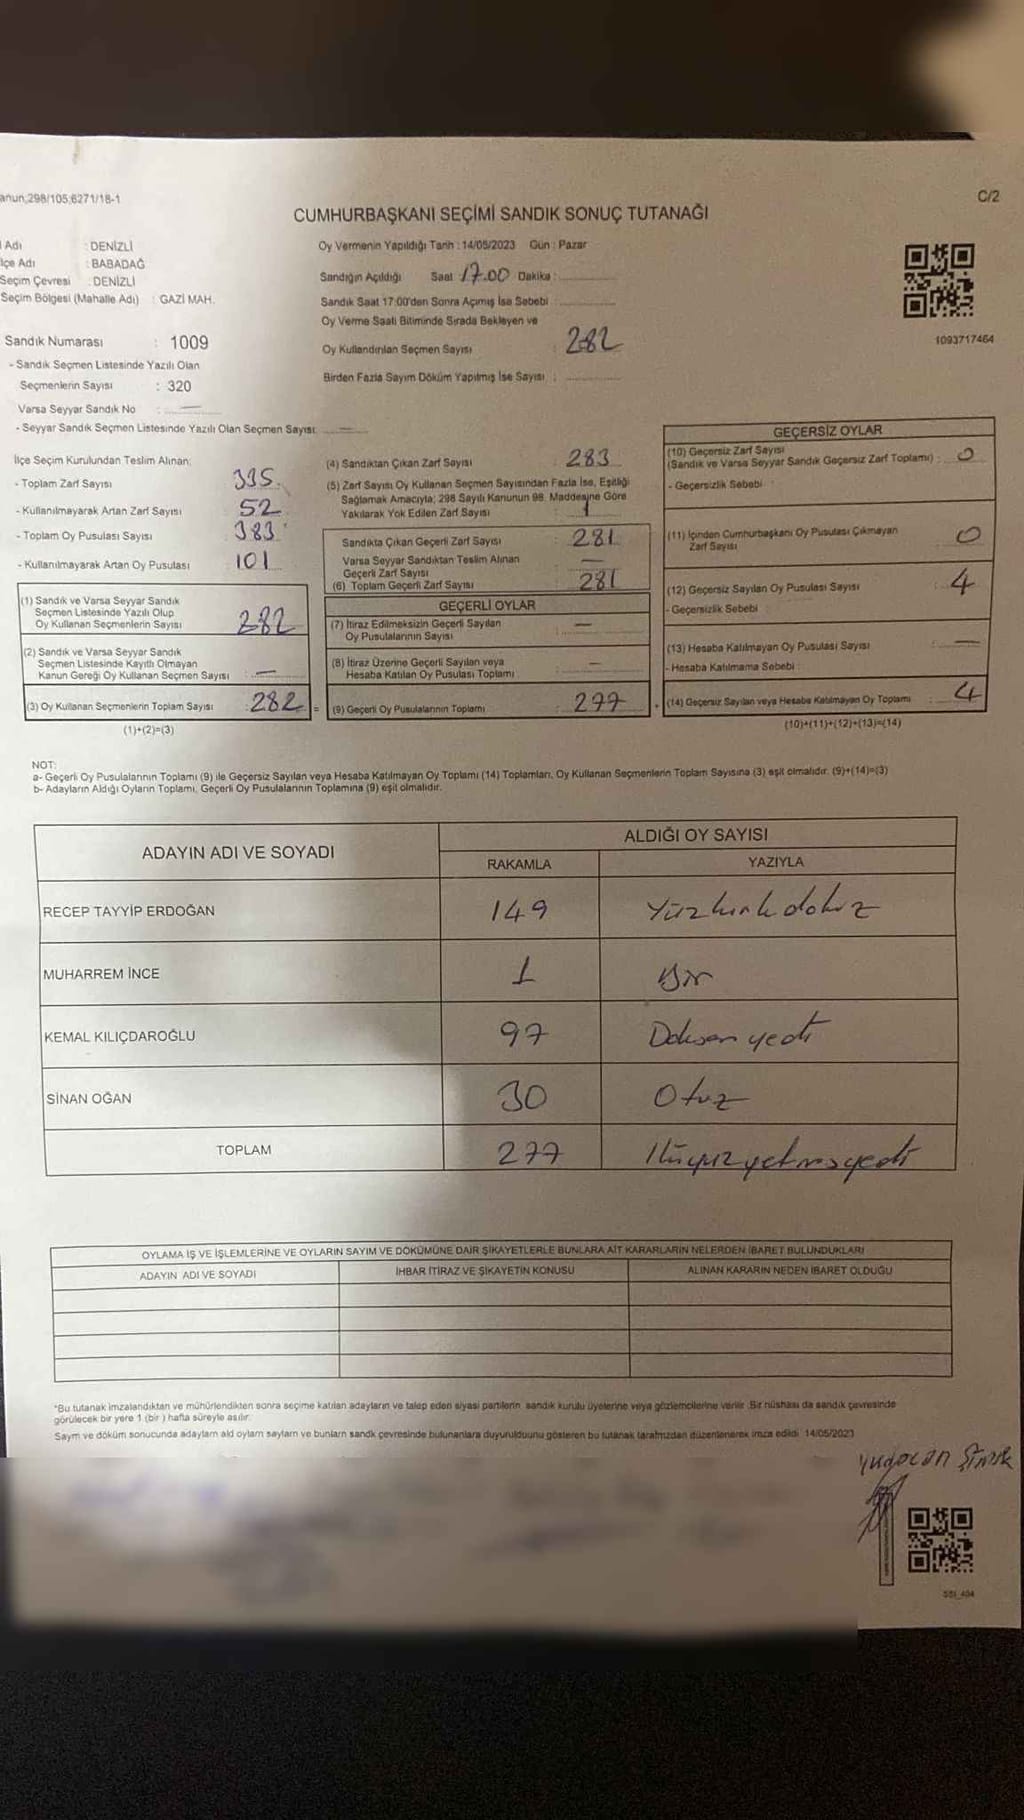 anun;298/105;6271/18-1
C/2
CUMHURBAŞKANI SEÇİMİ SANDIK SONUÇ TUTANAĞI
l Adı : DENİZLİ
lçe Adı : BABADAĞ
Seçim Çevresi : DENİZLİ
Seçim Bölgesi (Mahalle Adı) : GAZİ MAH.
Sandık Numarası : 1009
- Sandık Seçmen Listesinde Yazılı Olan
Seçmenlerin Sayısı : 320
Varsa Seyyar Sandık No : —
- Seyyar Sandık Seçmen Listesinde Yazılı Olan Seçmen Sayısı: —
Oy Vermenin Yapıldığı Tarih : 14/05/2023 Gün : Pazar
Sandığın Açıldığı Saat 17.00 Dakika :
Sandık Saat 17:00'den Sonra Açımış İse Sebebi
Oy Verme Saati Bitiminde Sırada Bekleyen ve
Oy Kullandırılan Seçmen Sayısı : 282
Birden Fazla Sayım Döküm Yapılmış İse Sayısı :
1093717464
İlçe Seçim Kurulundan Teslim Alınan:
- Toplam Zarf Sayısı 335
- Kullanılmayarak Artan Zarf Sayısı 52
- Toplam Oy Pusulası Sayısı 383
- Kullanılmayarak Artan Oy Pusulası 101
(1) Sandık ve Varsa Seyyar Sandık
Seçmen Listesinde Yazılı Olup
Oy Kullanan Seçmenlerin Sayısı 282
(2) Sandık ve Varsa Seyyar Sandık
Seçmen Listesinde Kayıtlı Olmayan
Kanun Gereği Oy Kullanan Seçmen Sayısı : —
(3) Oy Kullanan Seçmenlerin Toplam Sayısı : 282 =
(1)+(2)=(3)
(4) Sandıktan Çıkan Zarf Sayısı : 283
(5) Zarf Sayısı Oy Kullanan Seçmen Sayısından Fazla İse, Eşitliği
Sağlamak Amacıyla; 298 Sayılı Kanunun 98. Maddesine Göre
Yakılarak Yok Edilen Zarf Sayısı : 1
Sandıkta Çıkan Geçerli Zarf Sayısı : 281
Varsa Seyyar Sandıktan Teslim Alınan
Geçerli Zarf Sayısı : —
(6) Toplam Geçerli Zarf Sayısı : 281
GEÇERLİ OYLAR
(7) İtiraz Edilmeksizin Geçerli Sayılan
Oy Pusulalarının Sayısı : —
(8) İtiraz Üzerine Geçerli Sayılan veya
Hesaba Katılan Oy Pusulası Toplamı : —
(9) Geçerli Oy Pusulalarının Toplamı : 277
GEÇERSİZ OYLAR
(10) Geçersiz Zarf Sayısı
(Sandık ve Varsa Seyyar Sandık Geçersiz Zarf Toplamı) : 0
- Geçersizlik Sebebi :
(11) İçinden Cumhurbaşkanı Oy Pusulası Çıkmayan
Zarf Sayısı : 0
(12) Geçersiz Sayılan Oy Pusulası Sayısı : 4
- Geçersizlik Sebebi :
(13) Hesaba Katılmayan Oy Pusulası Sayısı : —
- Hesaba Katılmama Sebebi :
(14) Geçersiz Sayılan veya Hesaba Katılmayan Oy Toplamı : 4
(10)+(11)+(12)+(13)=(14)
NOT:
a- Geçerli Oy Pusulalarının Toplamı (9) ile Geçersiz Sayılan veya Hesaba Katılmayan Oy Toplamı (14) Toplamları, Oy Kullanan Seçmenlerin Toplam Sayısına (3) eşit olmalıdır. (9)+(14)=(3)
b- Adayların Aldığı Oyların Toplamı, Geçerli Oy Pusulalarının Toplamına (9) eşit olmalıdır.
ADAYIN ADI VE SOYADI
ALDIĞI OY SAYISI
RAKAMLA YAZIYLA
RECEP TAYYİP ERDOĞAN 149 Yüzkırkdokuz
MUHARREM İNCE 1 Bir
KEMAL KILIÇDAROĞLU 97 Doksan yedi
SİNAN OĞAN 30 Otuz
TOPLAM 277 İkiyüzyetmişyedi
OYLAMA İŞ VE İŞLEMLERİNE VE OYLARIN SAYIM VE DÖKÜMÜNE DAİR ŞİKAYETLERLE BUNLARA AİT KARARLARIN NELERDEN İBARET BULUNDUKLARI
ADAYIN ADI VE SOYADI İHBAR İTİRAZ VE ŞİKAYETİN KONUSU ALINAN KARARIN NEDEN İBARET OLDUĞU
*Bu tutanak imzalandıktan ve mühürlendikten sonra seçime katılan adayların ve talep eden siyasi partilerin sandık kurulu üyelerine veya gözlemcilerine verilir. Bir nüshası da sandık çevresinde
görülecek bir yere 1 (bir ) hafta süreyle asılır.
Sayım ve döküm sonucunda adayların aldı oyların sayıları ve bunların sandk çevresinde bulunanlara duyurulduunu gösteren bu tutanak tarafmzdan düzenlenerek imza edildi. 14/05/2023